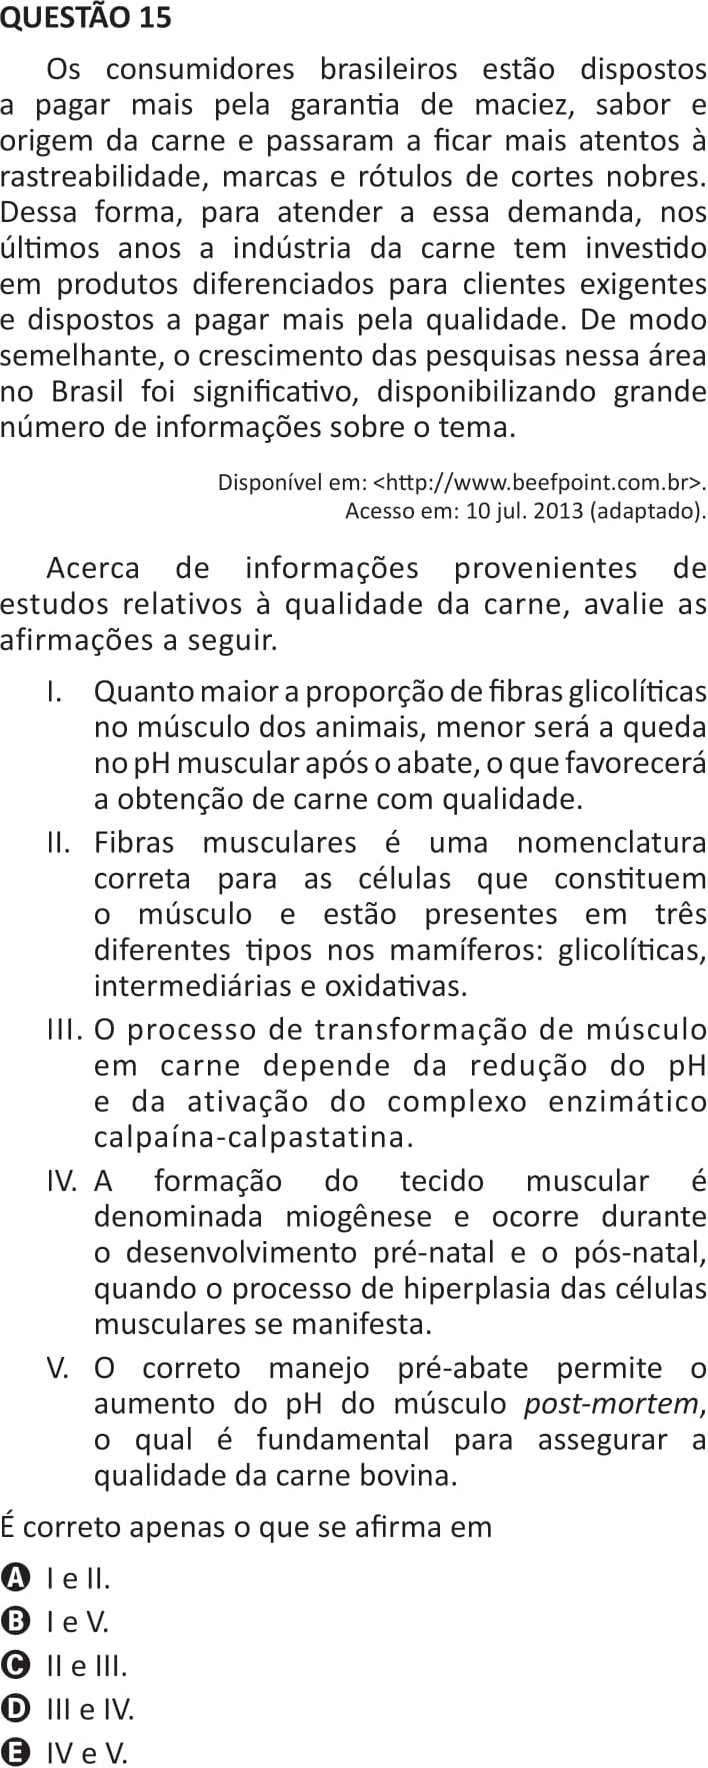 QUESTÃO 15
Os consumidores brasileiros estão dispostos
a pagar mais pela garantia de maciez, sabor e
origem da carne e passaram a ficar mais atentos à
rastreabilidade, marcas e rótulos de cortes nobres.
Dessa forma, para atender a essa demanda, nos
últimos anos a indústria da carne tem investido
em produtos diferenciados para clientes exigentes
e dispostos a pagar mais pela qualidade. De modo
semelhante, o crescimento das pesquisas nessa área
no Brasil foi significativo, disponibilizando grande
número de informações sobre o tema.
Disponível em: <http://www.beefpoint.com.br>.
Acesso em: 10 jul. 2013 (adaptado).
Acerca de informações provenientes de
estudos relativos à qualidade da carne, avalie as
afirmações a seguir.
I. Quanto maior a proporção de fibras glicolíticas
no músculo dos animais, menor será a queda
no pH muscular após o abate, o que favorecerá
a obtenção de carne com qualidade.
II. Fibras musculares é uma nomenclatura
correta para as células que constituem
o músculo e estão presentes em três
diferentes tipos nos mamíferos: glicolíticas,
intermediárias e oxidativas.
III. O processo de transformação de músculo
em carne depende da redução do pH
e da ativação do complexo enzimático
calpaína-calpastatina.
IV. A formação do tecido muscular é
denominada miogênese e ocorre durante
o desenvolvimento pré-natal e o pós-natal,
quando o processo de hiperplasia das células
musculares se manifesta.
V. O correto manejo pré-abate permite o
aumento do pH do músculo post-mortem,
o qual é fundamental para assegurar a
qualidade da carne bovina.
É correto apenas o que se afirma em
A I e II.
B I e V.
C II e III.
D III e IV.
E IV e V.